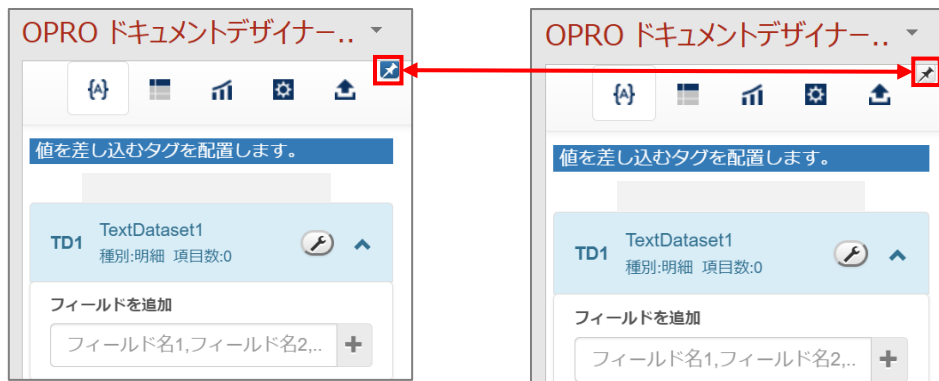 OPRO ドキュメントデザイナー..
{A}
値を差し込むタグを配置します。
TD1
TextDataset1
種別:明細 項目数:0
フィールドを追加
フィールド名1,フィールド名2,..
OPRO ドキュメントデザイナー..
{A}
値を差し込むタグを配置します。
TD1
TextDataset1
種別:明細 項目数:0
フィールドを追加
フィールド名1,フィールド名2,..